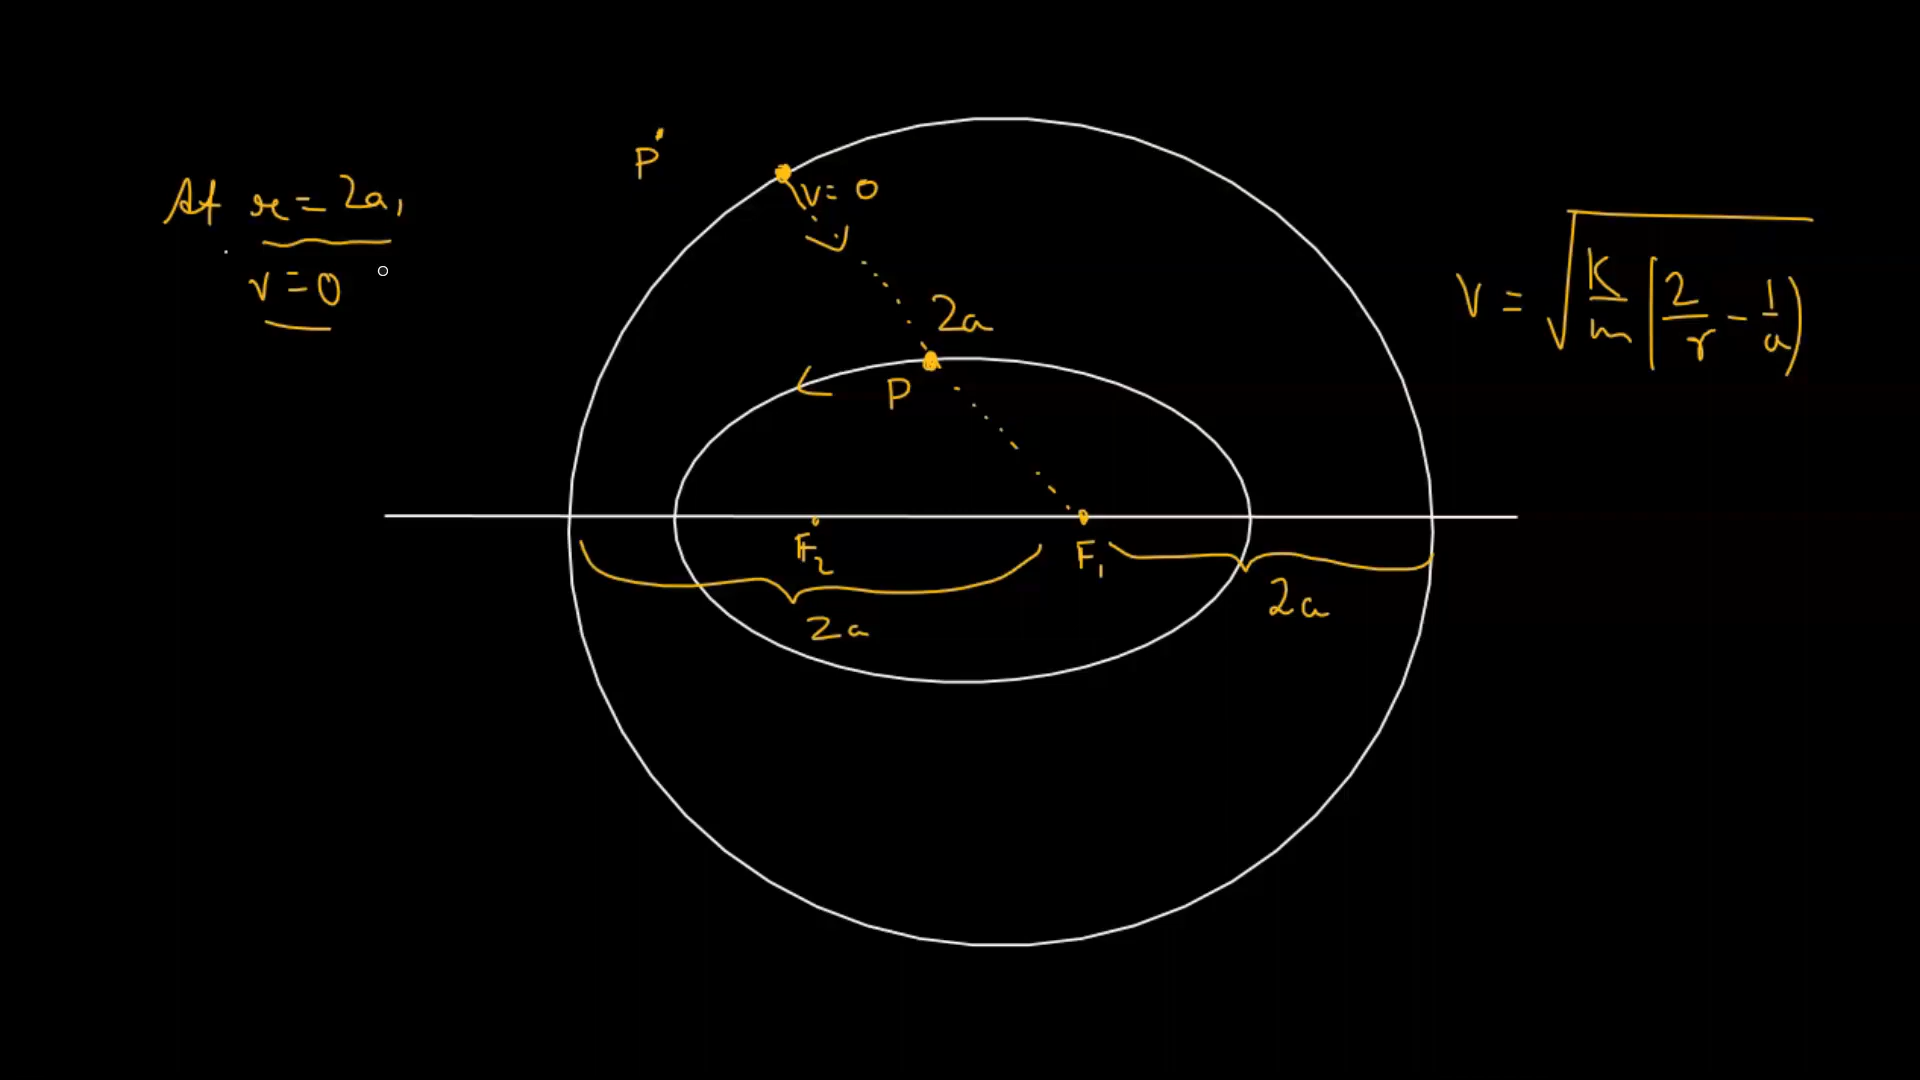 P'
At r = 2a,
v = 0
v = 0
V = √(K/m (2/r - 1/a))
2a
P
F₂
F₁
2a
2a